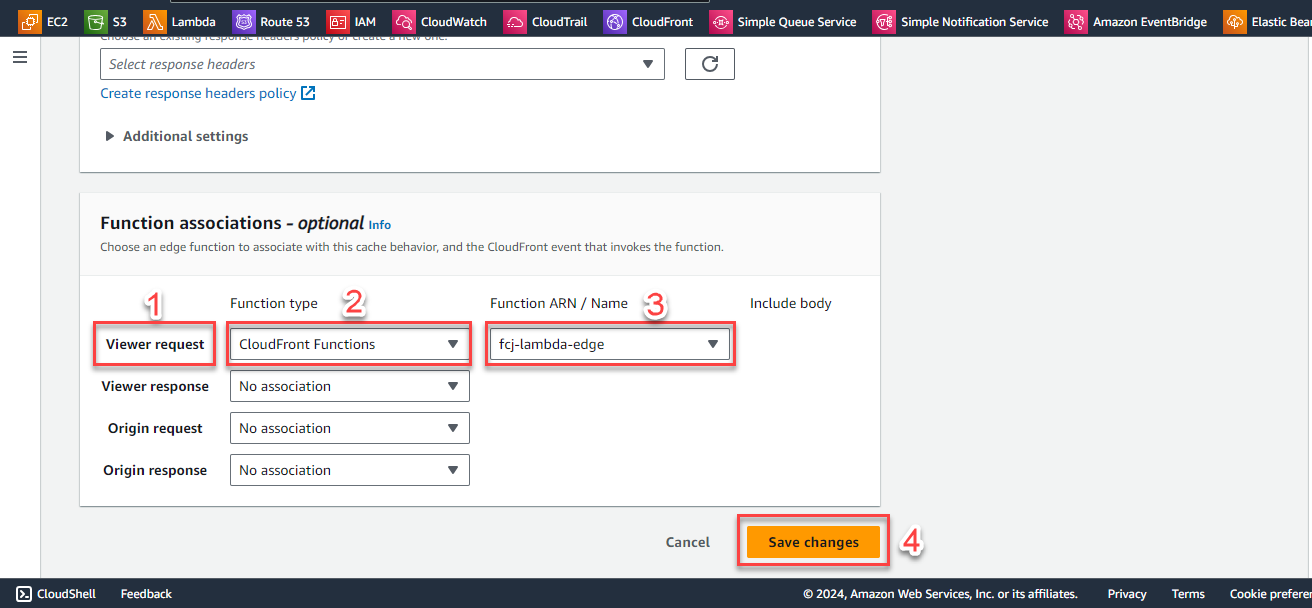 EC2 S3 Lambda Route 53 IAM CloudWatch CloudTrail CloudFront Simple Queue Service Simple Notification Service Amazon EventBridge Elastic Bea
Choose an existing response headers policy or create a new one.
Select response headers
Create response headers policy
Additional settings
Function associations - optional Info
Choose an edge function to associate with this cache behavior, and the CloudFront event that invokes the function.
1 Function type 2 Function ARN / Name 3 Include body
Viewer request CloudFront Functions fcj-lambda-edge
Viewer response No association
Origin request No association
Origin response No association
Cancel Save changes 4
CloudShell Feedback © 2024, Amazon Web Services, Inc. or its affiliates. Privacy Terms Cookie prefere